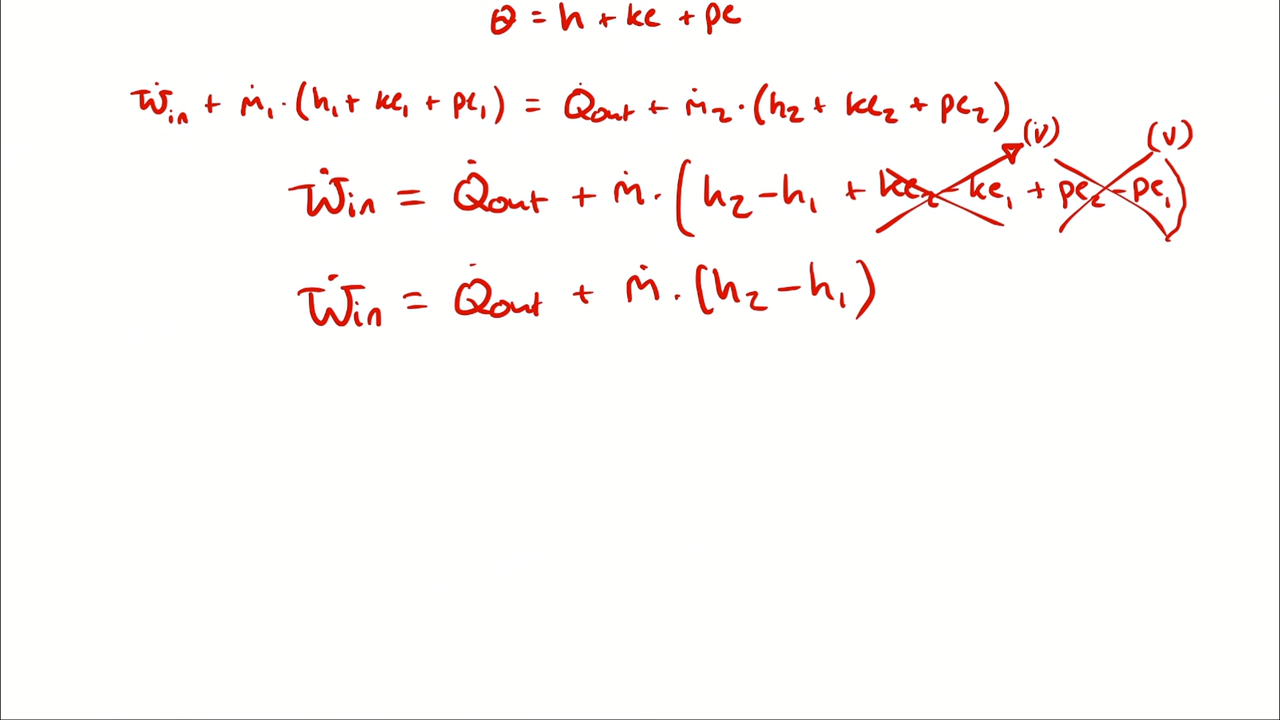 θ = h + ke + pe
Ẇin + ṁ₁·(h₁ + ke₁ + pe₁) = Q̇out + ṁ₂·(h₂ + ke₂ + pe₂)
(iv) (v)
Ẇin = Q̇out + ṁ·(h₂ - h₁ + ke₂ - ke₁ + pe₂ - pe₁)
Ẇin = Q̇out + ṁ·(h₂ - h₁)